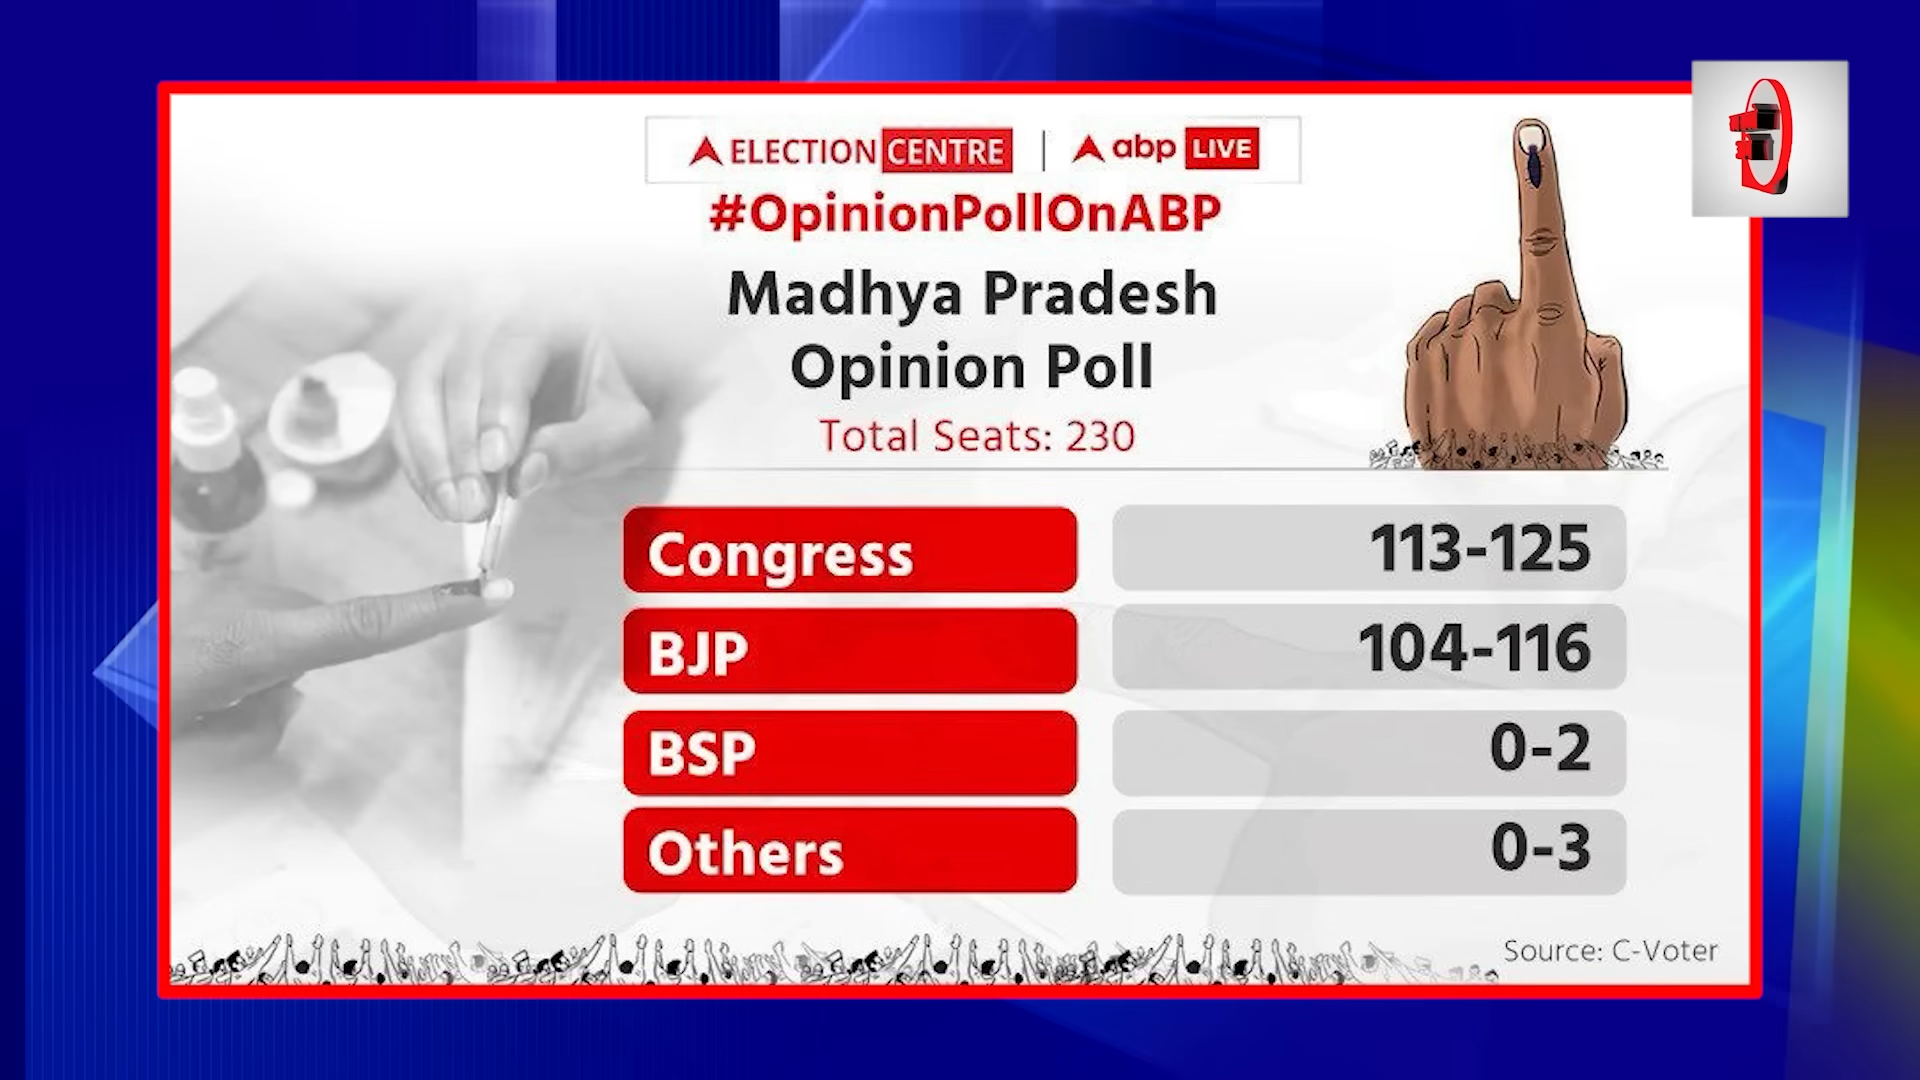 ELECTION CENTRE | abp LIVE
#OpinionPollOnABP
Madhya Pradesh
Opinion Poll
Total Seats: 230
Congress 113-125
BJP 104-116
BSP 0-2
Others 0-3
Source: C-Voter